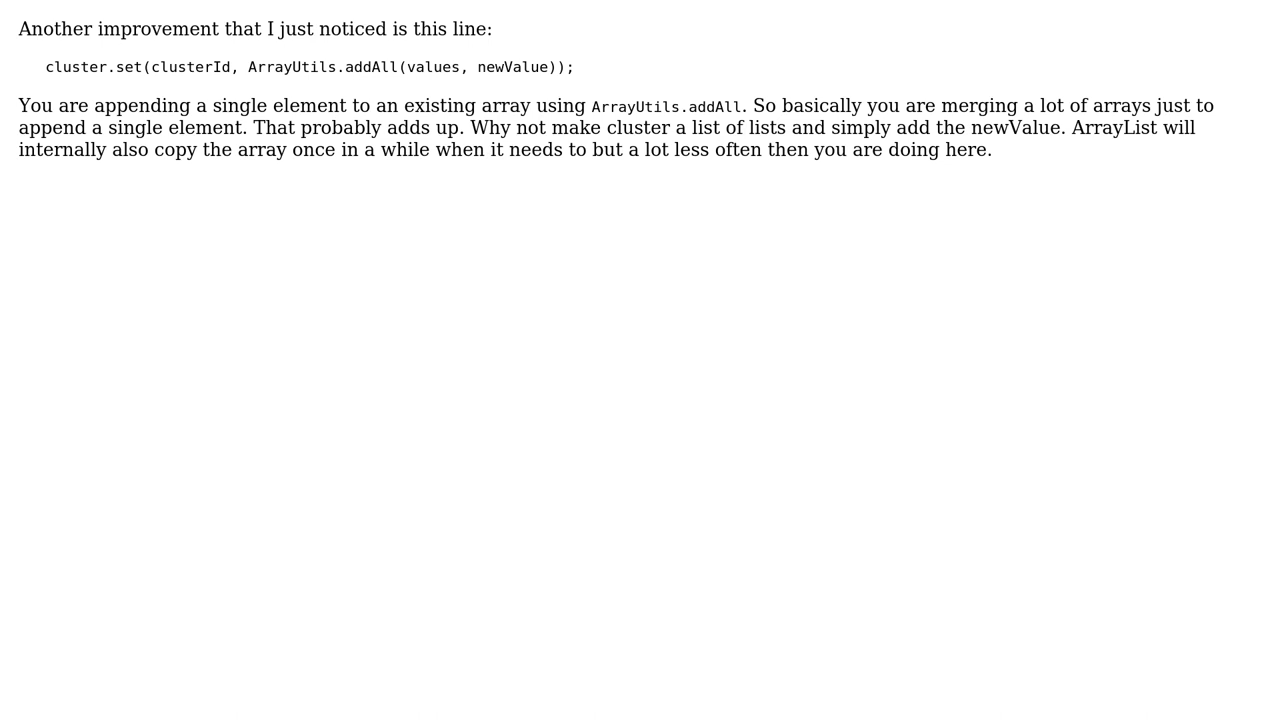 Another improvement that I just noticed is this line:
cluster.set(clusterId, ArrayUtils.addAll(values, newValue));
You are appending a single element to an existing array using ArrayUtils.addAll. So basically you are merging a lot of arrays just to
append a single element. That probably adds up. Why not make cluster a list of lists and simply add the newValue. ArrayList will
internally also copy the array once in a while when it needs to but a lot less often then you are doing here.